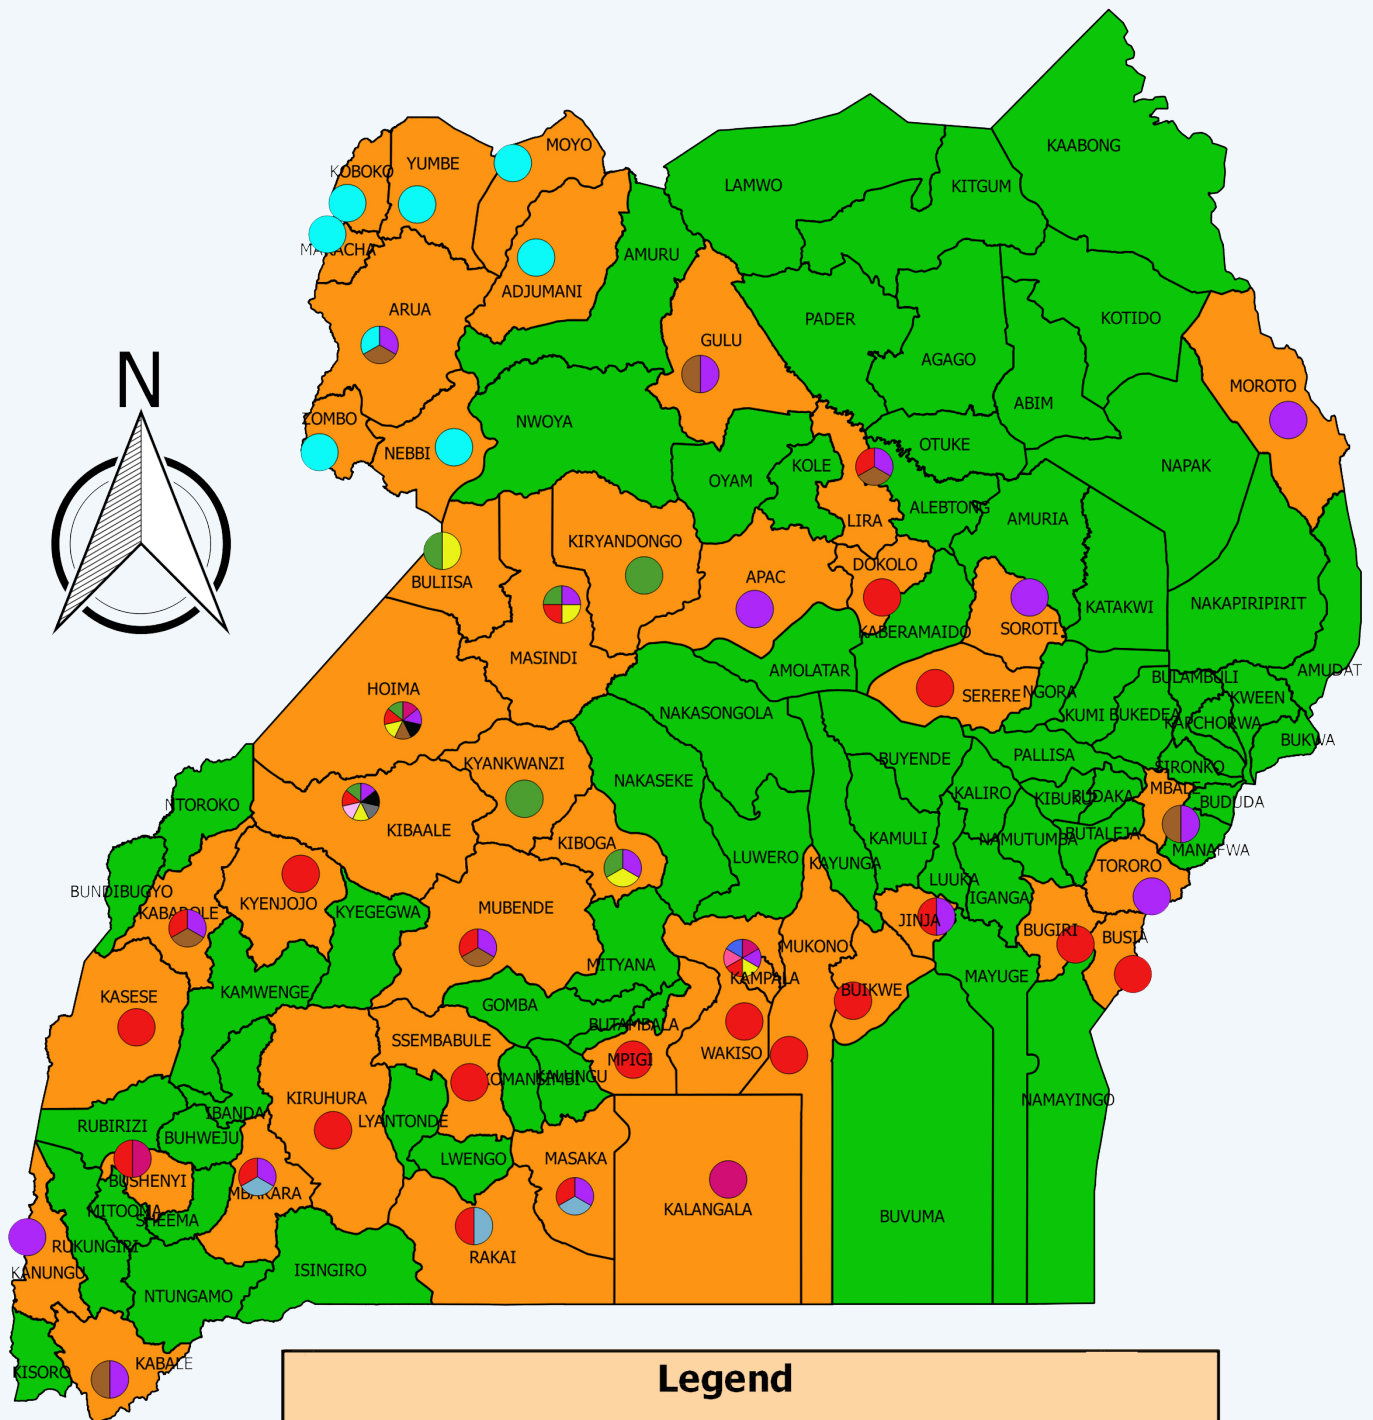 KAABONG
MOYO
YUMBE
KOBOKO
LAMWO
KITGUM
MARACHA
AMURU
ADJUMANI
ARUA
PADER
KOTIDO
GULU
AGAGO
N
MOROTO
ABIM
ZOMBO
NWOYA
OTUKE
NEBBI
KOLE
NAPAK
OYAM
ALEBTONG
LIRA
AMURIA
KIRYANDONGO
DOKOLO
BULIISA
APAC
NAKAPIRIPIRIT
KATAKWI
SOROTI
KABERAMAIDO
MASINDI
AMOLATAR
AMUDAT
BULAMBULI
HOIMA
NGORA
SERERE
KWEEN
NAKASONGOLA
KUMI
BUKEDEA
KAPCHORWA
BUKWA
PALLISA
BUYENDE
KYANKWANZI
SIRONKO
NAKASEKE
MBALE
KALIRO
KIBUKU
BUDAKA
BUDUDA
NTOROKO
KIBAALE
BUTALEJA
KAMULI
NAMUTUMBA
KIBOGA
MANAFWA
LUWERO
KAYUNGA
TORORO
LUUKA
BUNDIBUGYO
IGANGA
KYENJOJO
MUBENDE
KABAROLE
KYEGEGWA
JINJA
BUGIRI
BUSIA
MUKONO
MITYANA
MAYUGE
KAMPALA
BUIKWE
KAMWENGE
KASESE
GOMBA
BUTAMBALA
SSEMBABULE
WAKISO
MPIGI
KALUNGU
KIRUHURA
NAMAYINGO
IBANDA
LYANTONDE
RUBIRIZI
BUHWEJU
LWENGO
MASAKA
BUSHENYI
MBARARA
MITOOMA
KALANGALA
SHEEMA
BUVUMA
RUKUNGIRI
RAKAI
ISINGIRO
KANUNGU
NTUNGAMO
KABALE
KISORO
Legend